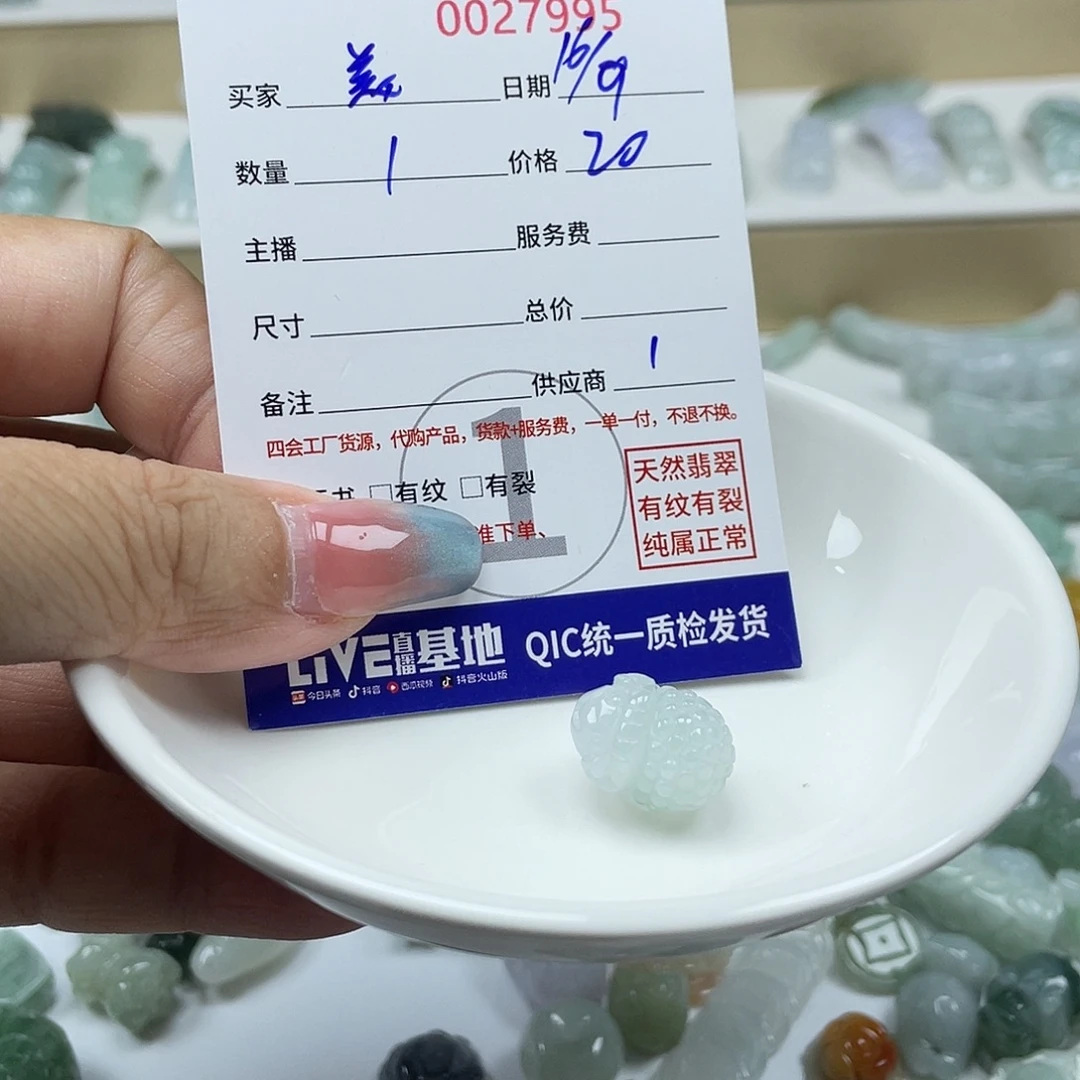 0027995
买家 美 日期 16/9
数量 1 价格 20
主播 服务费
尺寸 总价
备注 供应商 1
四会工厂货源，代购产品，货款+服务费，一单一付，不退不换。
书 □有纹 □有裂
天然翡翠
有纹有裂
纯属正常
准下单、
1
LIVE直播基地 QIC统一质检发货
今日头条 抖音 西瓜视频 抖音火山版